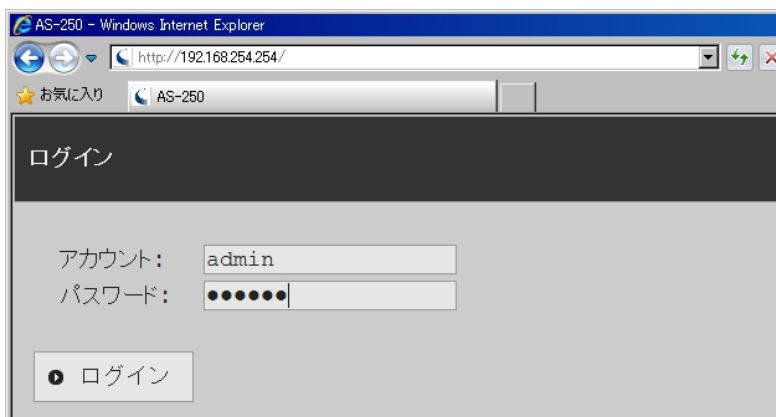 AS-250 - Windows Internet Explorer
http://192.168.254.254/
お気に入り AS-250
ログイン
アカウント: admin
パスワード: ●●●●●●
ログイン